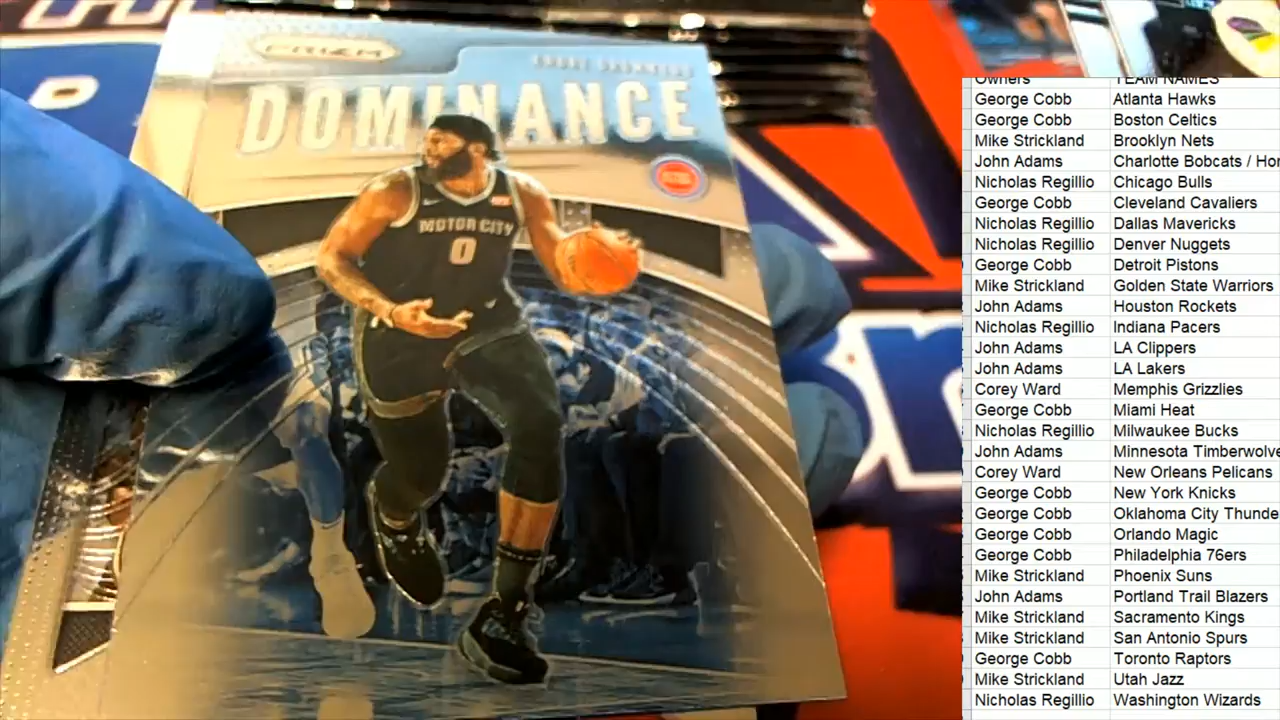 PRIZM
ANDRE DRUMMOND
DOMINANCE
MOTOR CITY
0
Owners TEAM NAMES
George Cobb Atlanta Hawks
George Cobb Boston Celtics
Mike Strickland Brooklyn Nets
John Adams Charlotte Bobcats / Hor
Nicholas Regillio Chicago Bulls
George Cobb Cleveland Cavaliers
Nicholas Regillio Dallas Mavericks
Nicholas Regillio Denver Nuggets
George Cobb Detroit Pistons
Mike Strickland Golden State Warriors
John Adams Houston Rockets
Nicholas Regillio Indiana Pacers
John Adams LA Clippers
John Adams LA Lakers
Corey Ward Memphis Grizzlies
George Cobb Miami Heat
Nicholas Regillio Milwaukee Bucks
John Adams Minnesota Timberwolve
Corey Ward New Orleans Pelicans
George Cobb New York Knicks
George Cobb Oklahoma City Thunde
George Cobb Orlando Magic
George Cobb Philadelphia 76ers
Mike Strickland Phoenix Suns
John Adams Portland Trail Blazers
Mike Strickland Sacramento Kings
Mike Strickland San Antonio Spurs
George Cobb Toronto Raptors
Mike Strickland Utah Jazz
Nicholas Regillio Washington Wizards